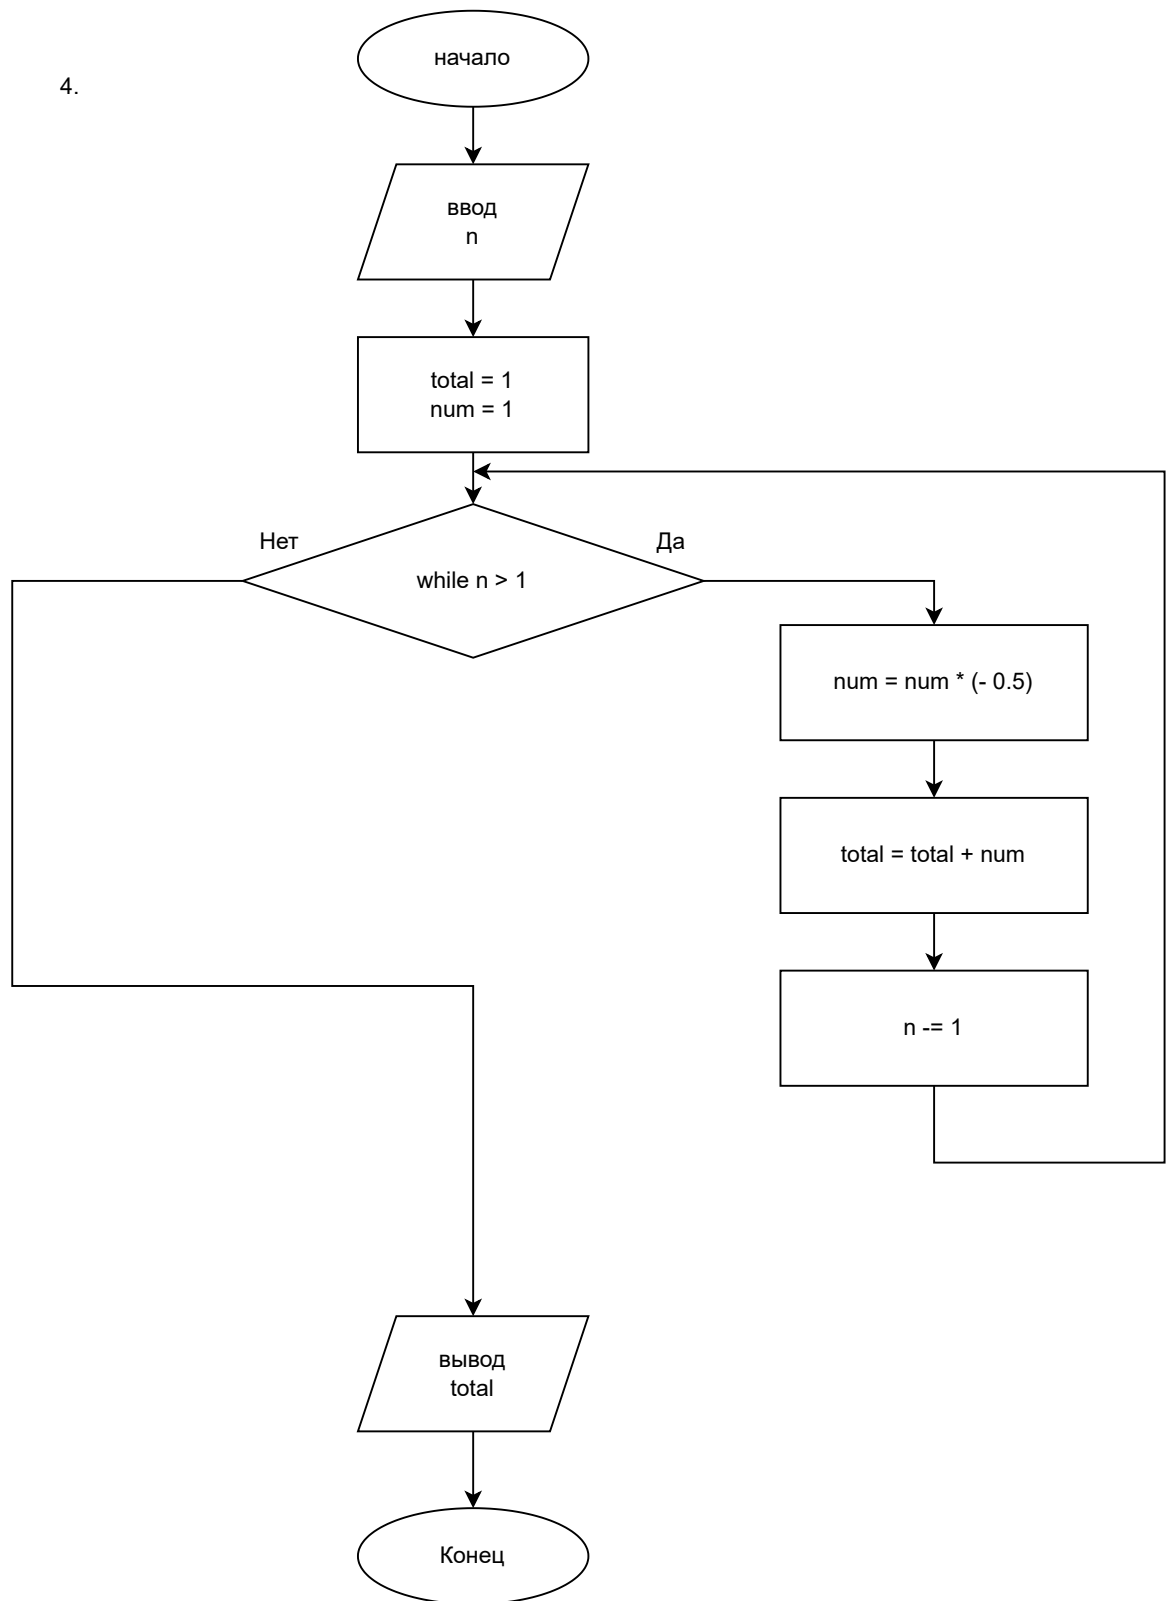 4.
начало
ввод
n
total = 1
num = 1
Нет
Да
while n > 1
num = num * (- 0.5)
total = total + num
n -= 1
вывод
total
Конец